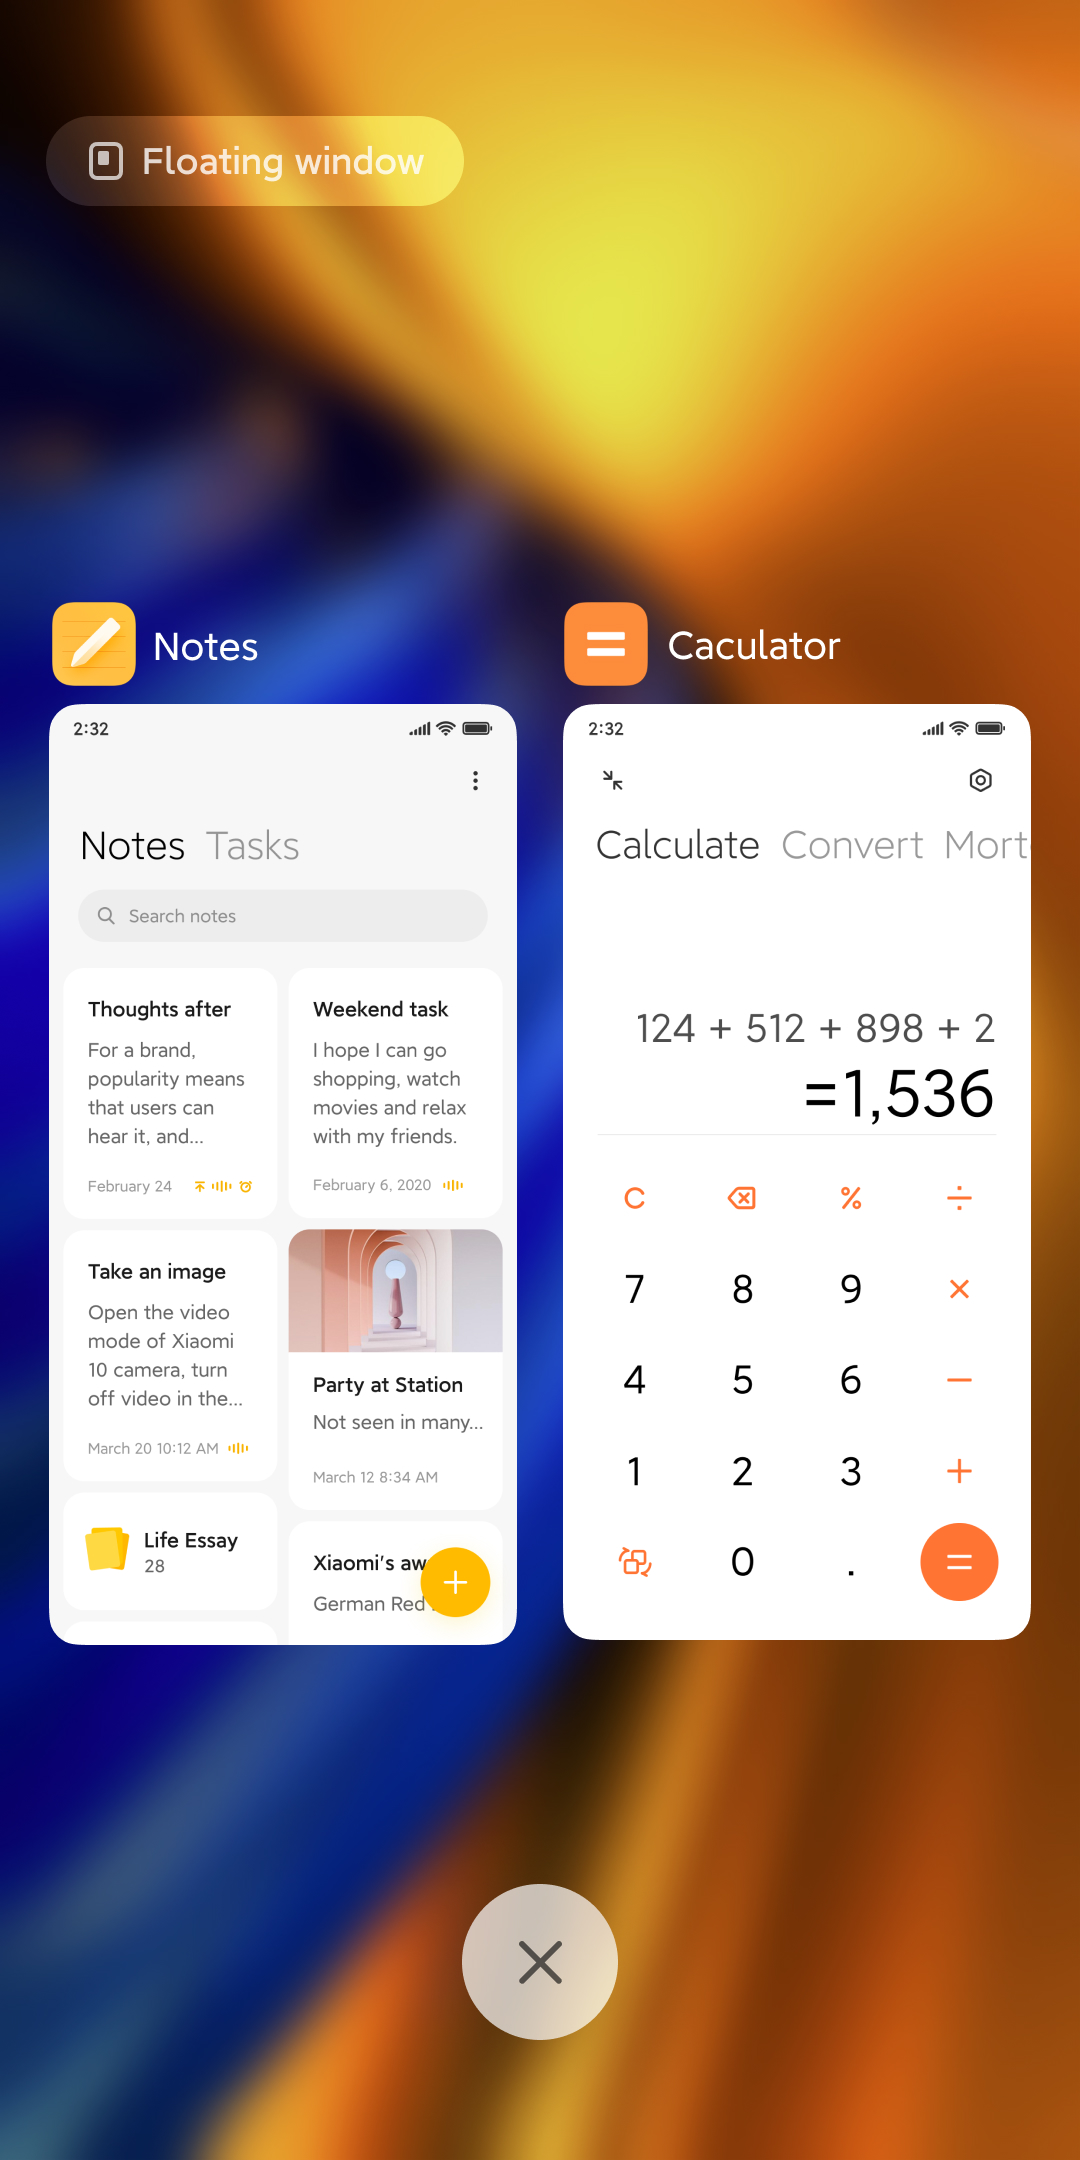 Floating window
Notes
2:32
Notes Tasks
Search notes
Thoughts after
For a brand,
popularity means
that users can
hear it, and...
February 24
Weekend task
I hope I can go
shopping, watch
movies and relax
with my friends.
February 6, 2020
Take an image
Open the video
mode of Xiaomi
10 camera, turn
off video in the...
March 20 10:12 AM
Party at Station
Not seen in many...
March 12 8:34 AM
Life Essay
28
Xiaomi's aw
German Red
Caculator
2:32
Calculate Convert Mort
124 + 512 + 898 + 2
=1,536
C % ÷
7 8 9 ×
4 5 6 −
1 2 3 +
0 . =